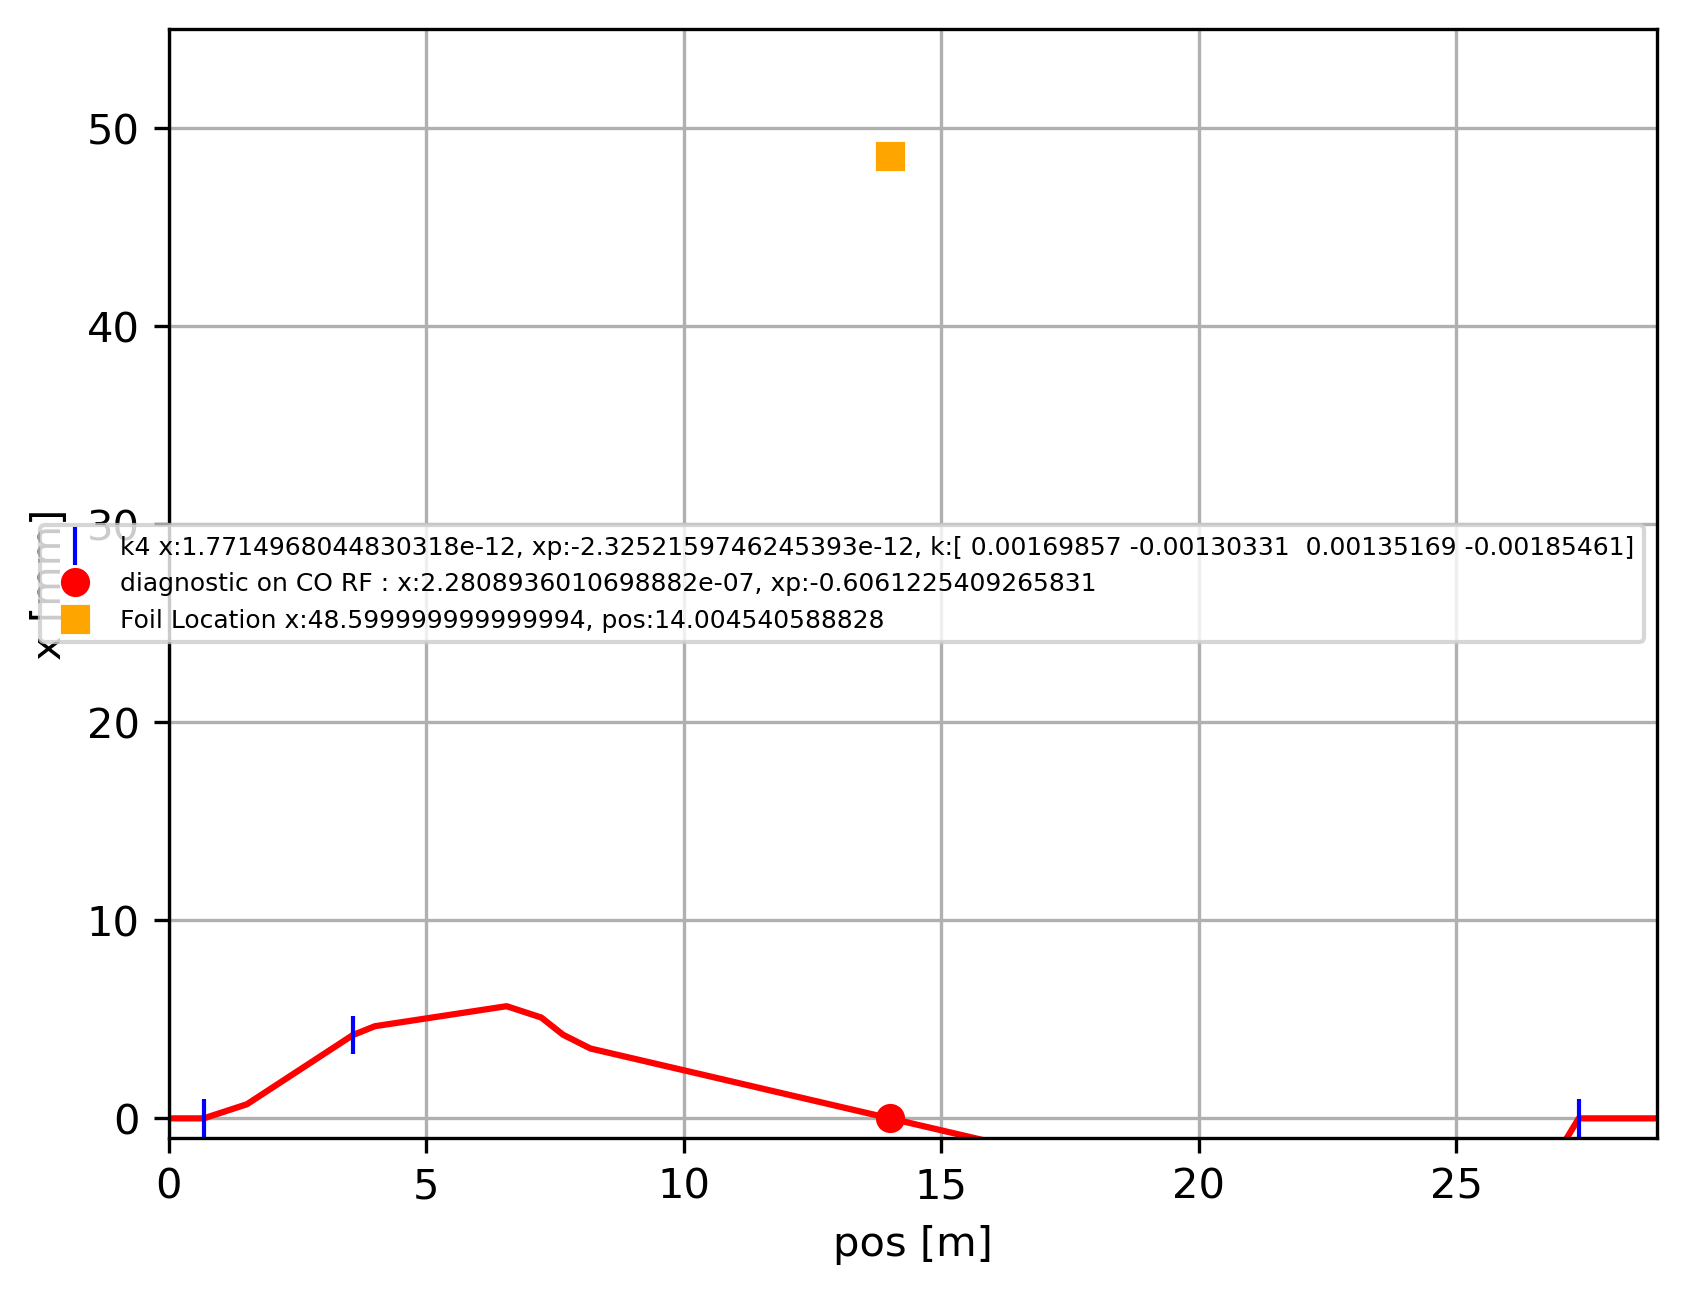 50
40
30
x [mm]
k4 x:1.7714968044830318e-12, xp:-2.3252159746245393e-12, k:[ 0.00169857 -0.00130331  0.00135169 -0.00185461]
diagnostic on CO RF : x:2.2808936010698882e-07, xp:-0.6061225409265831
Foil Location x:48.599999999999994, pos:14.004540588828
20
10
0
0 5 10 15 20 25
pos [m]